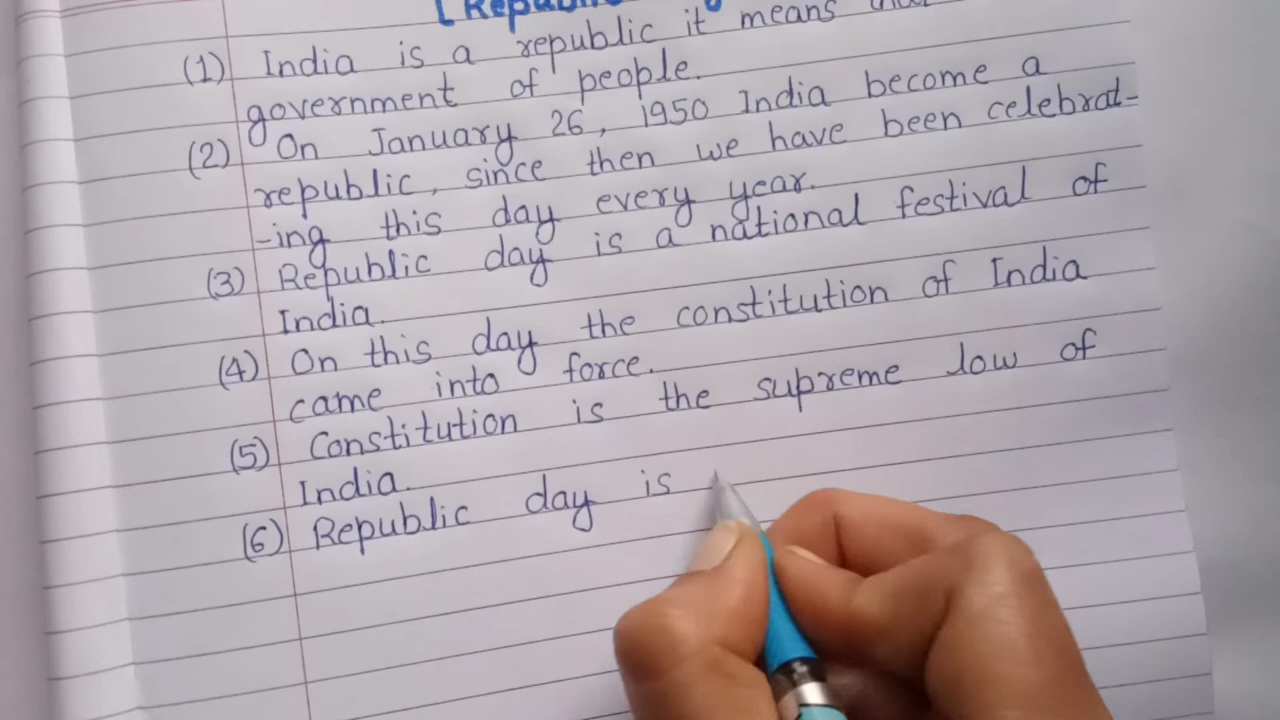 [Republic
(1) India is a republic it means that
government of people.
(2) On January 26, 1950 India become a
republic, since then we have been celebrat-
-ing this day every year.
(3) Republic day is a national festival of
India.
(4) On this day the constitution of India
came into force.
(5) Constitution is the supreme low of
India.
(6) Republic day is